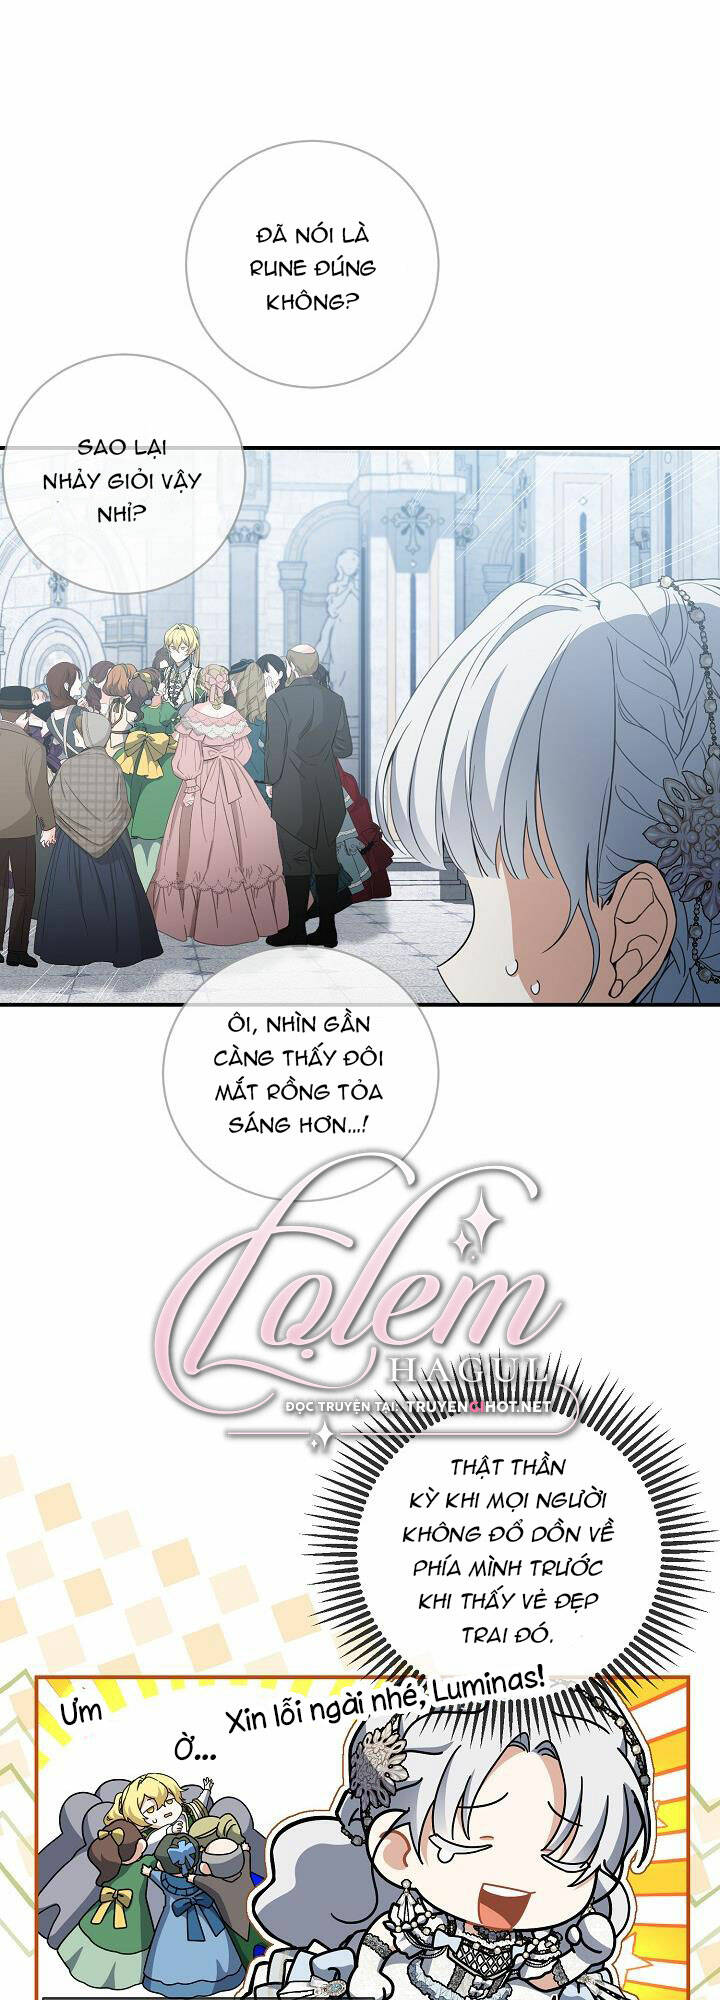 ĐÃ NÓI LÀ
RUNE ĐÚNG
KHÔNG?
SAO LẠI
NHẢY GIỎI VẬY
NHỈ?
ÔI, NHÌN GẦN
CÀNG THẤY ĐÔI
MẮT RỒNG TỎA
SÁNG HƠN...!
Lọlem
HAGUL
ĐỌC TRUYỆN TẠI: TRUYENGIHOT.NET
THẬT THẦN
KỲ KHI MỌI NGƯỜI
KHÔNG ĐỔ DỒN VỀ
PHÍA MÌNH TRƯỚC
KHI THẤY VẺ ĐẸP
TRAI ĐÓ.
Ưm
Ờ...
Xin lỗi ngài nhé, Luminas!